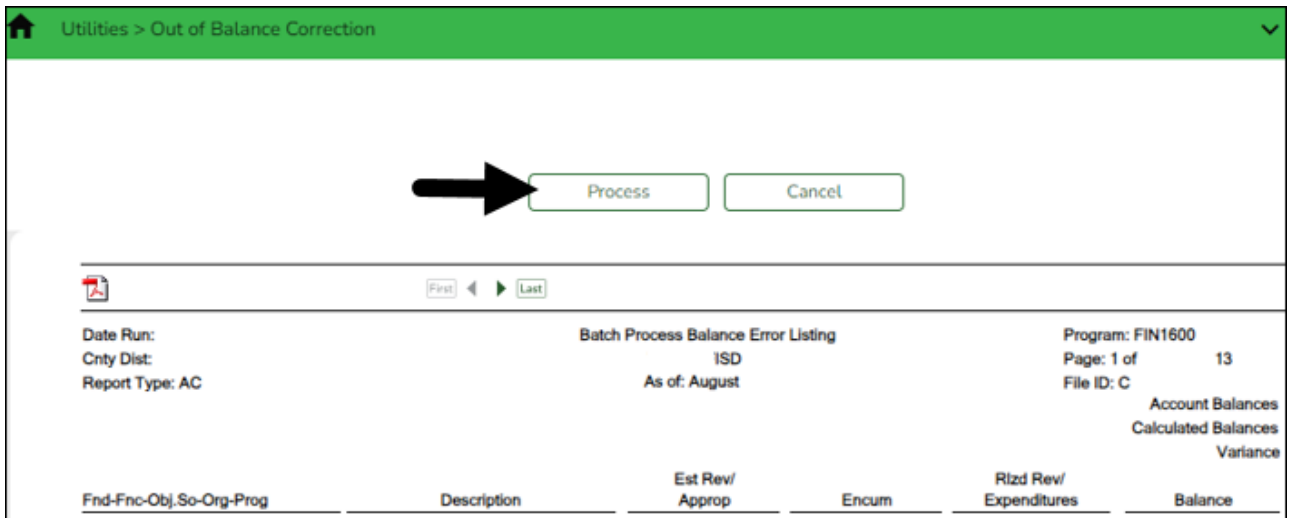 Utilities > Out of Balance Correction
Process Cancel
First Last
Date Run: Batch Process Balance Error Listing Program: FIN1600
Cnty Dist: ISD Page: 1 of 13
Report Type: AC As of: August File ID: C
Account Balances
Calculated Balances
Variance
Est Rev/ Rlzd Rev/
Fnd-Fnc-Obj.So-Org-Prog Description Approp Encum Expenditures Balance